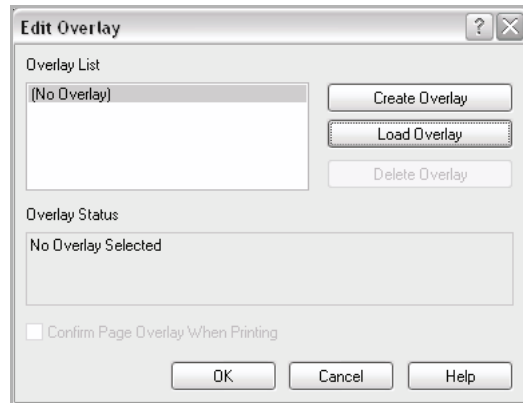 Edit Overlay
Overlay List
(No Overlay)
Create Overlay
Load Overlay
Delete Overlay
Overlay Status
No Overlay Selected
Confirm Page Overlay When Printing
OK Cancel Help